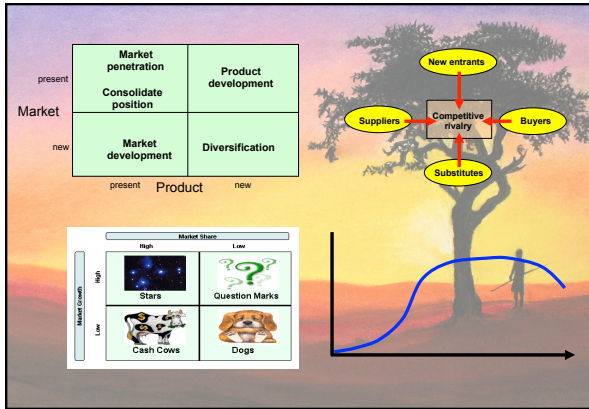 Market
penetration
Consolidate
position
Product
development
present
Market
new
Market
development
Diversification
present
Product
new
New entrants
Suppliers
Competitive
rivalry
Buyers
Substitutes
Market Share
High
Low
Market Growth
High
Stars
Question Marks
Low
Cash Cows
Dogs